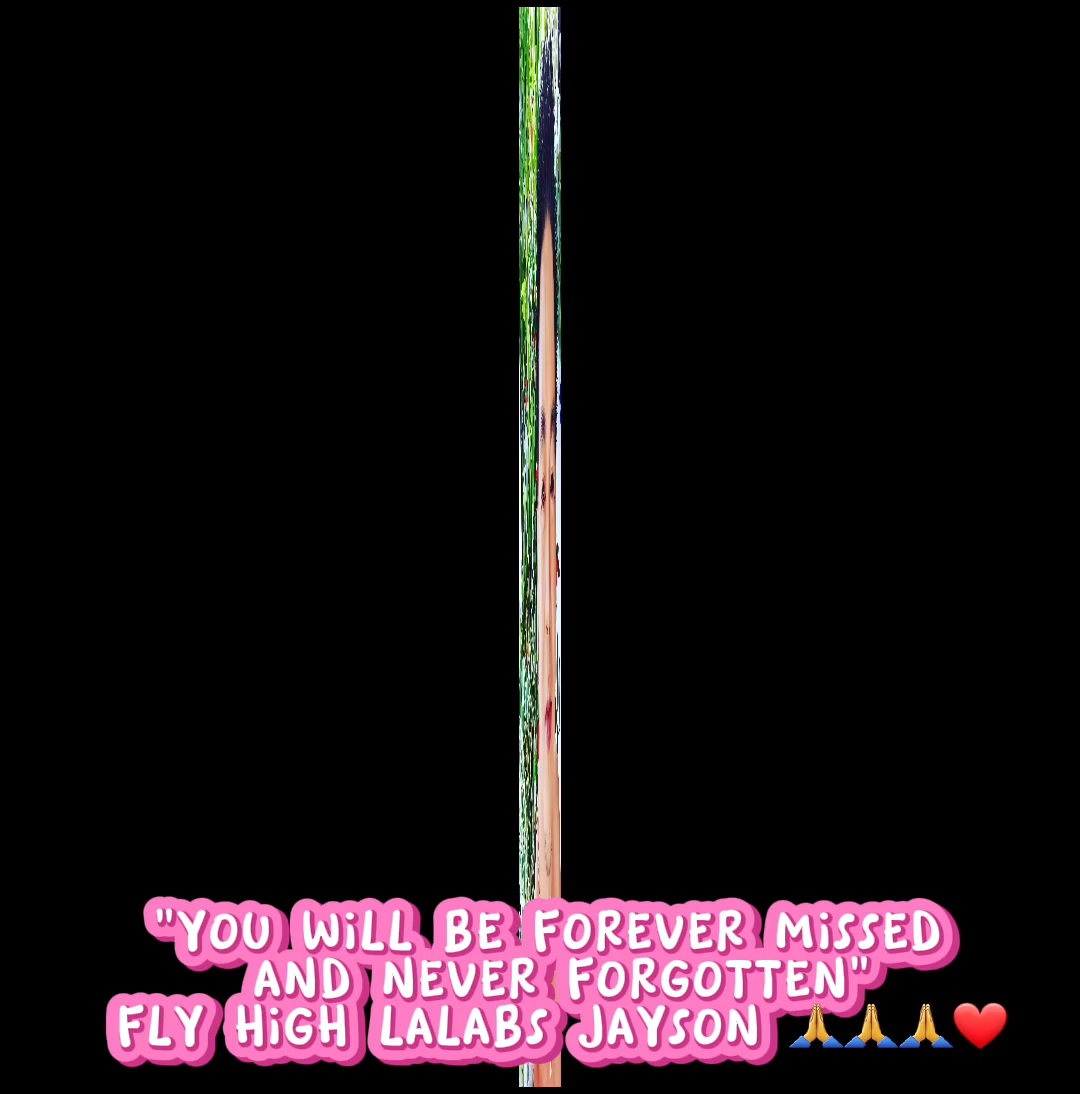 "YOU WiLL BE FOREVER MiSSED
AND NEVER FORGOTTEN"
FLY HiGH LALABS JAYSON 🙏🙏🙏❤️